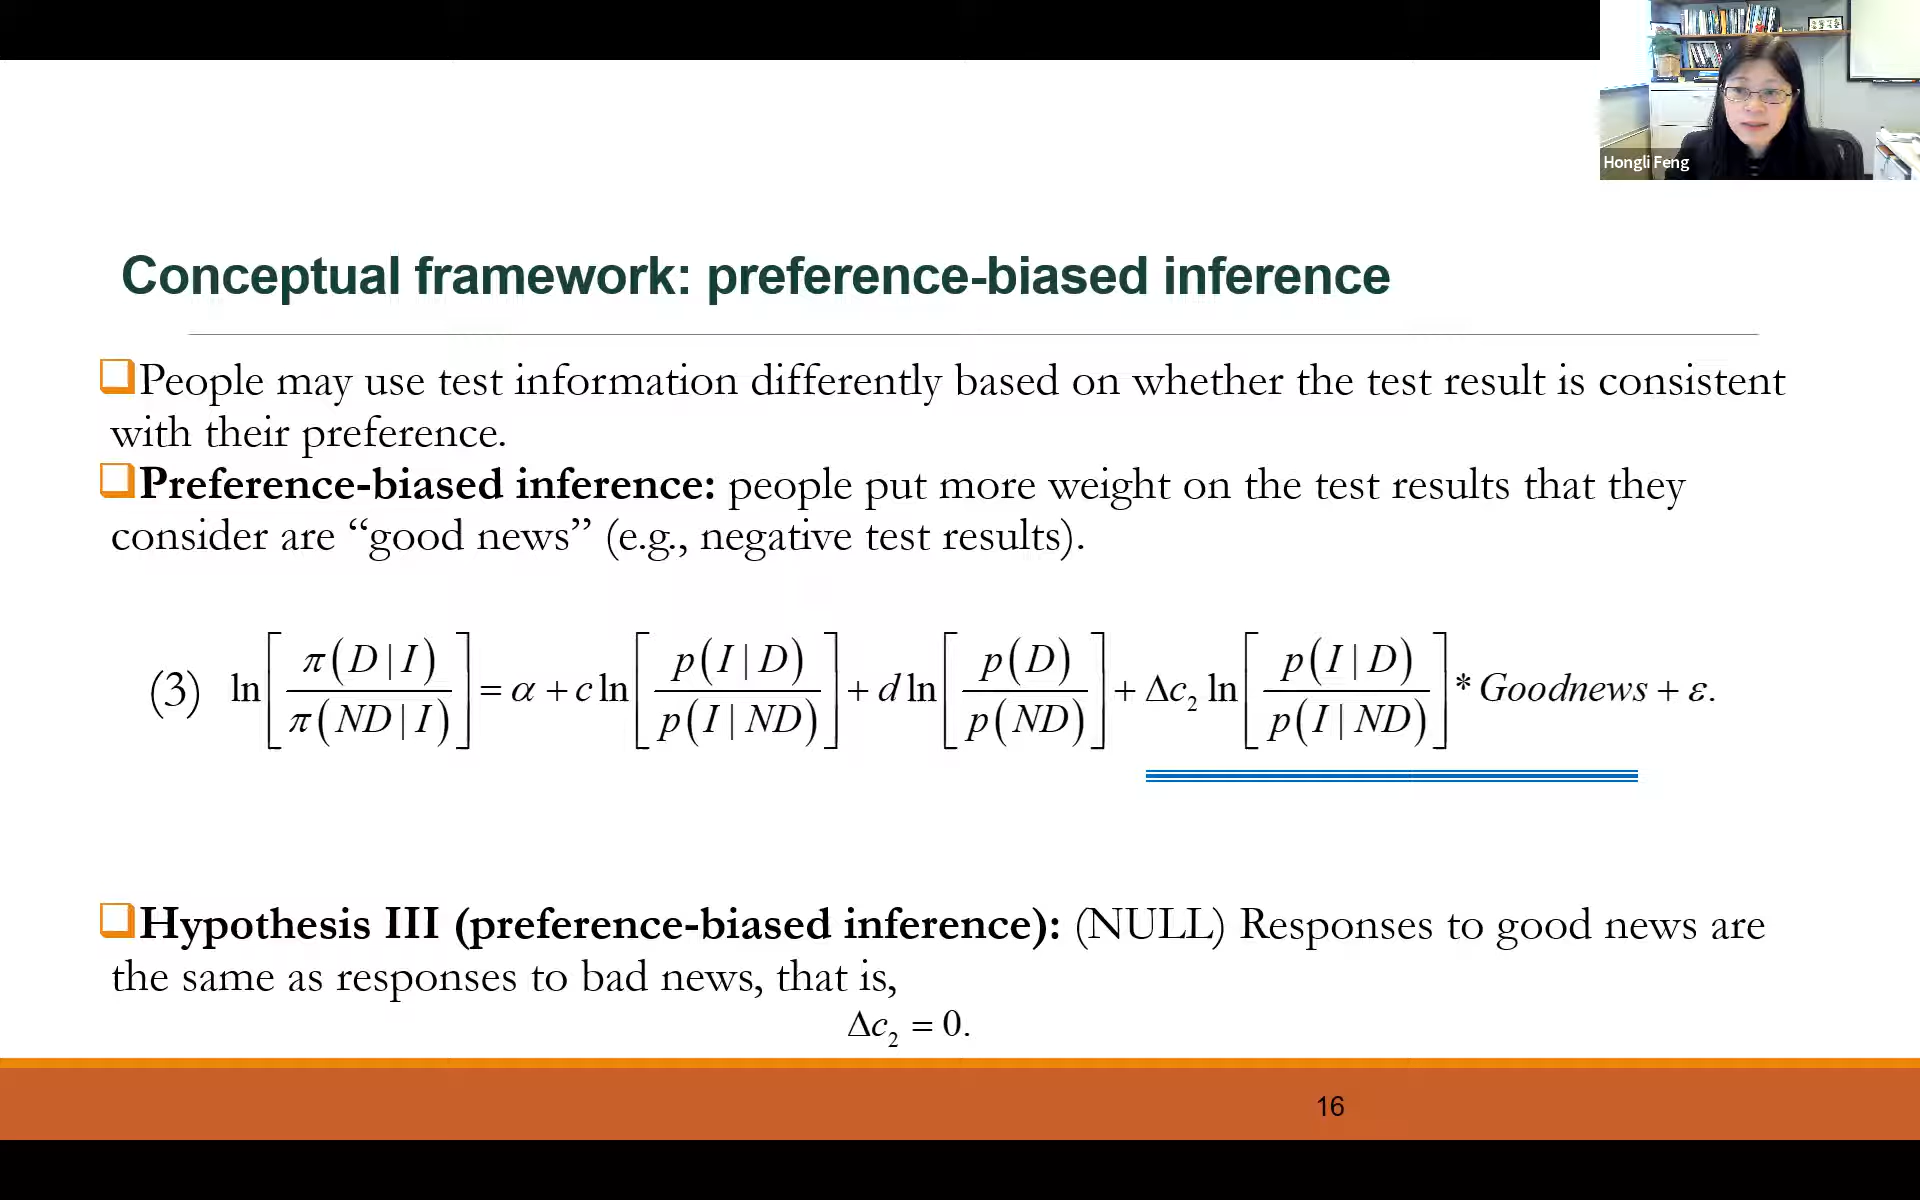 Hongli Feng
Conceptual framework: preference-biased inference
❑People may use test information differently based on whether the test result is consistent
with their preference.
❑Preference-biased inference: people put more weight on the test results that they
consider are “good news” (e.g., negative test results).
(3) ln[π(D|I)/π(ND|I)] = α + c ln[p(I|D)/p(I|ND)] + d ln[p(D)/p(ND)] + Δc₂ ln[p(I|D)/p(I|ND)] * Goodnews + ε.
❑Hypothesis III (preference-biased inference): (NULL) Responses to good news are
the same as responses to bad news, that is,
Δc₂ = 0.
16